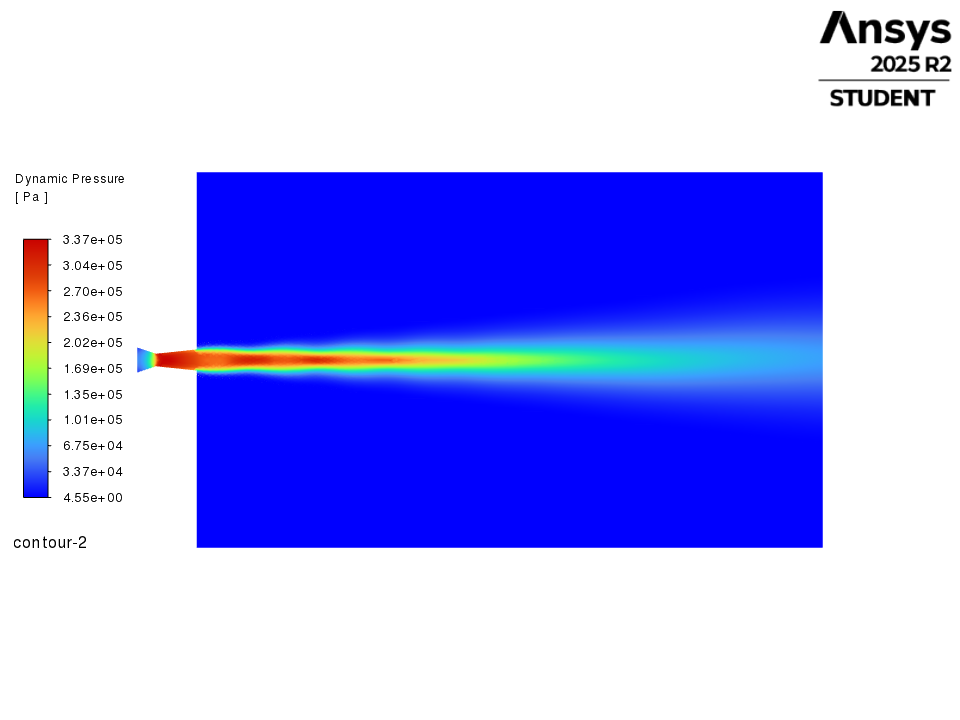 Ansys
2025 R2
STUDENT
Dynamic Pressure
[ Pa ]
3.37e+05
3.04e+05
2.70e+05
2.36e+05
2.02e+05
1.69e+05
1.35e+05
1.01e+05
6.75e+04
3.37e+04
4.55e+00
contour-2